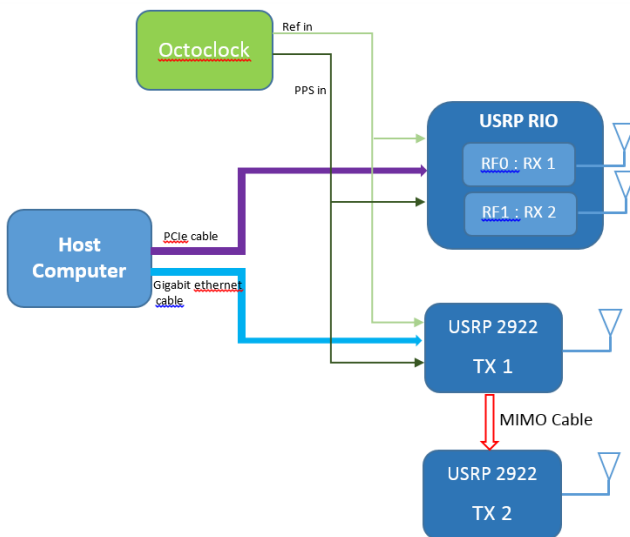 Octoclock
Ref in
PPS in
USRP RIO
RF0 : RX 1
RF1 : RX 2
Host
Computer
PCIe cable
Gigabit ethernet
cable
USRP 2922
TX 1
MIMO Cable
USRP 2922
TX 2